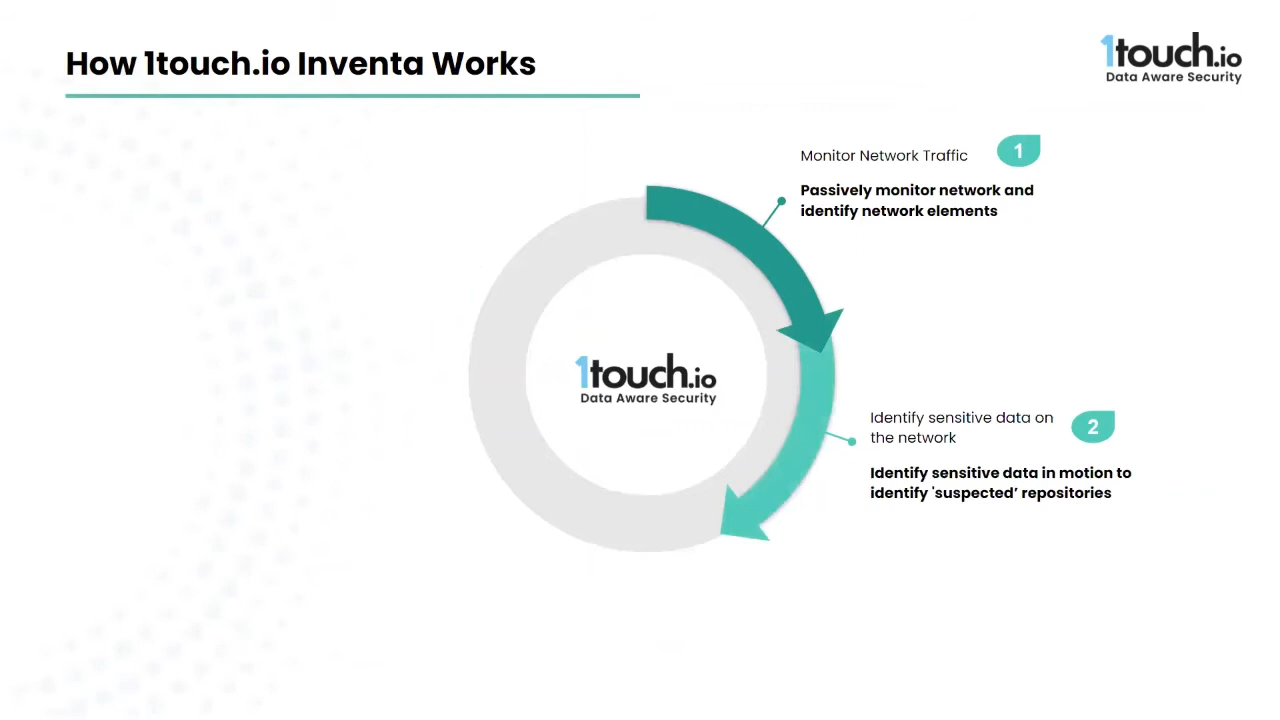 How 1touch.io Inventa Works
1touch.io
Data Aware Security
Monitor Network Traffic
1
Passively monitor network and
identify network elements
1touch.io
Data Aware Security
Identify sensitive data on
the network
2
Identify sensitive data in motion to
identify 'suspected’ repositories